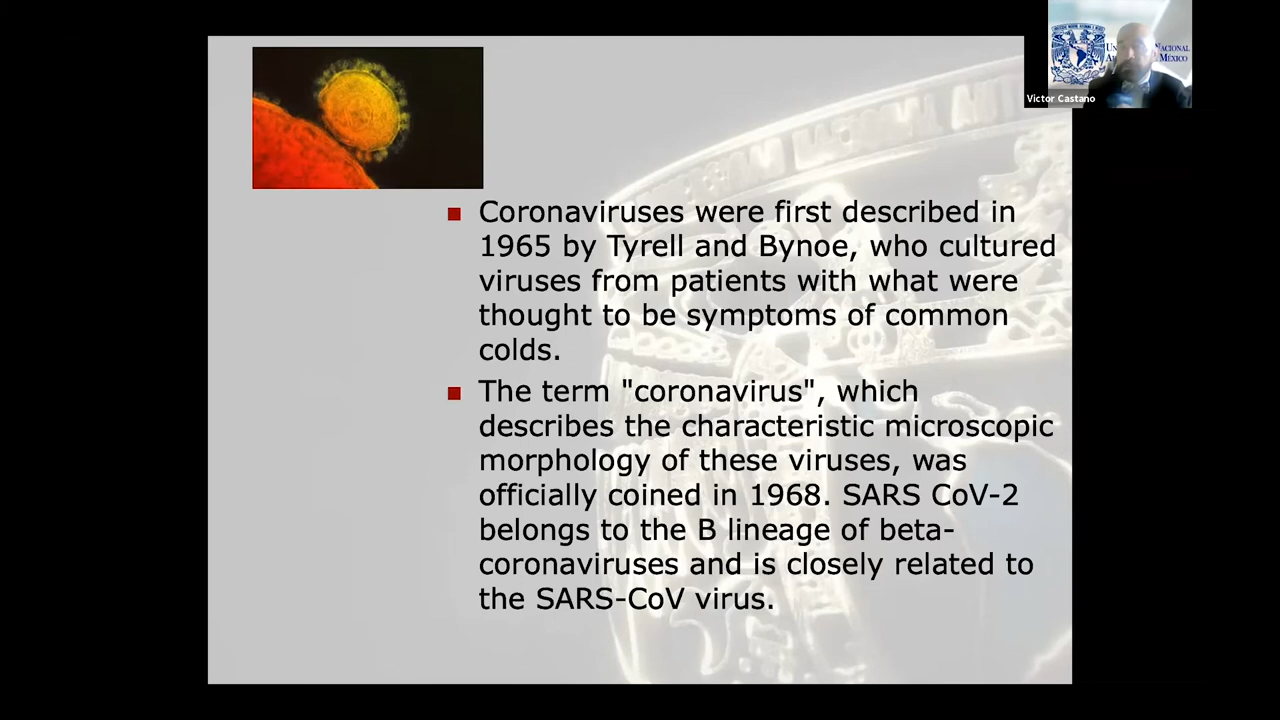 Coronaviruses were first described in
1965 by Tyrell and Bynoe, who cultured
viruses from patients with what were
thought to be symptoms of common
colds.
The term "coronavirus", which
describes the characteristic microscopic
morphology of these viruses, was
officially coined in 1968. SARS CoV-2
belongs to the B lineage of beta-
coronaviruses and is closely related to
the SARS-CoV virus.
NACIONAL
MÉXICO
Victor Castano